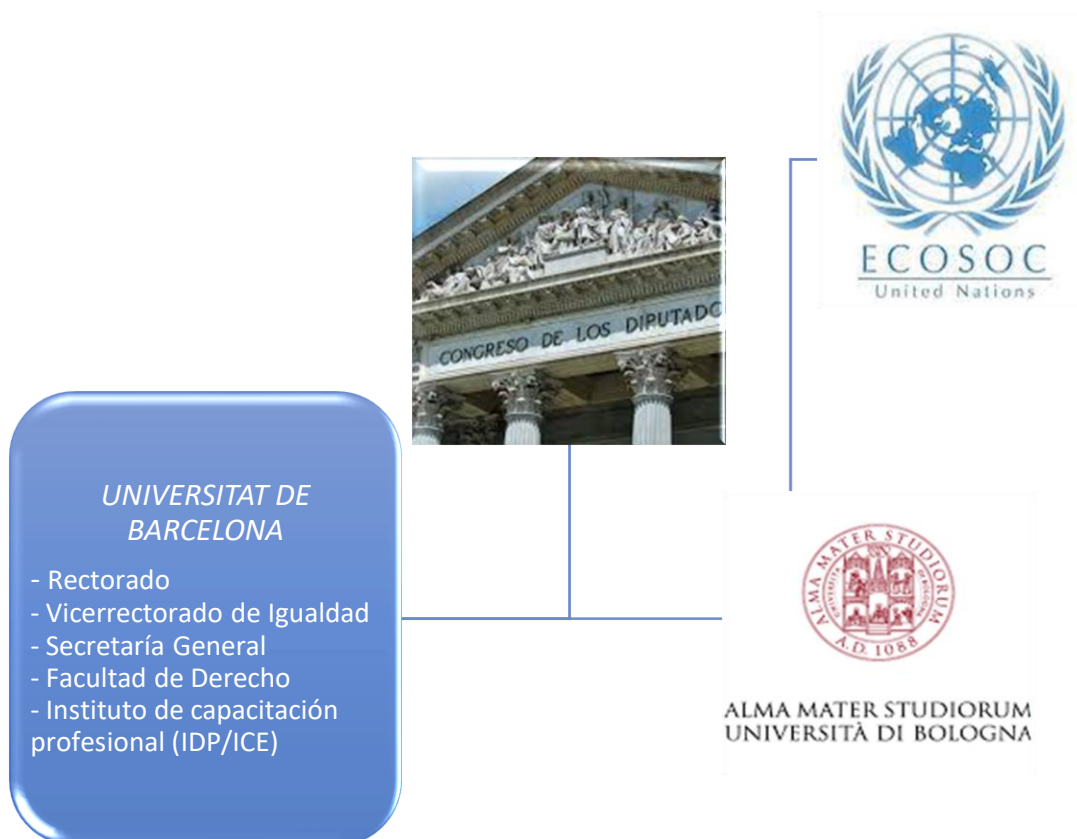 ECOSOC
United Nations
CONGRESO DE LOS DIPUTADO
UNIVERSITAT DE
BARCELONA
- Rectorado
- Vicerrectorado de Igualdad
- Secretaría General
- Facultad de Derecho
- Instituto de capacitación
profesional (IDP/ICE)
ALMA MATER STUDIORUM
A.D. 1088
ALMA MATER STUDIORUM
UNIVERSITÀ DI BOLOGNA